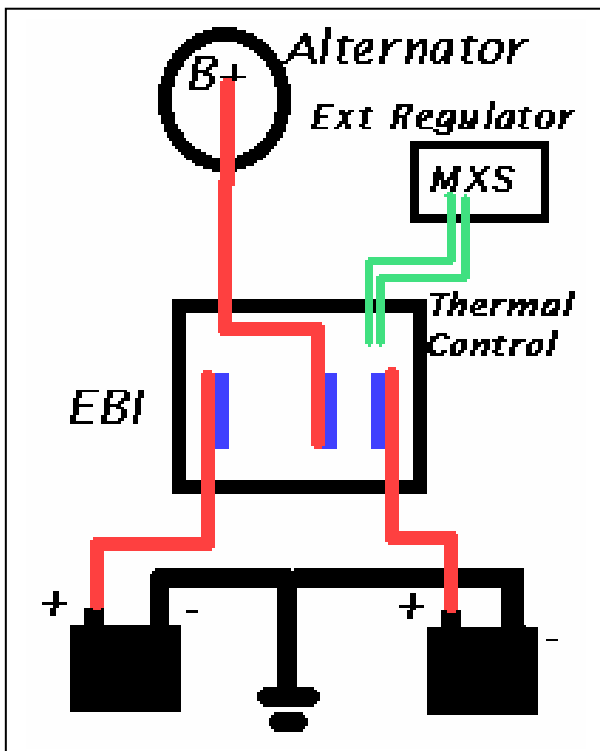 Alternator
B+
Ext Regulator
MXS
Thermal
Control
EBI
+ - + -